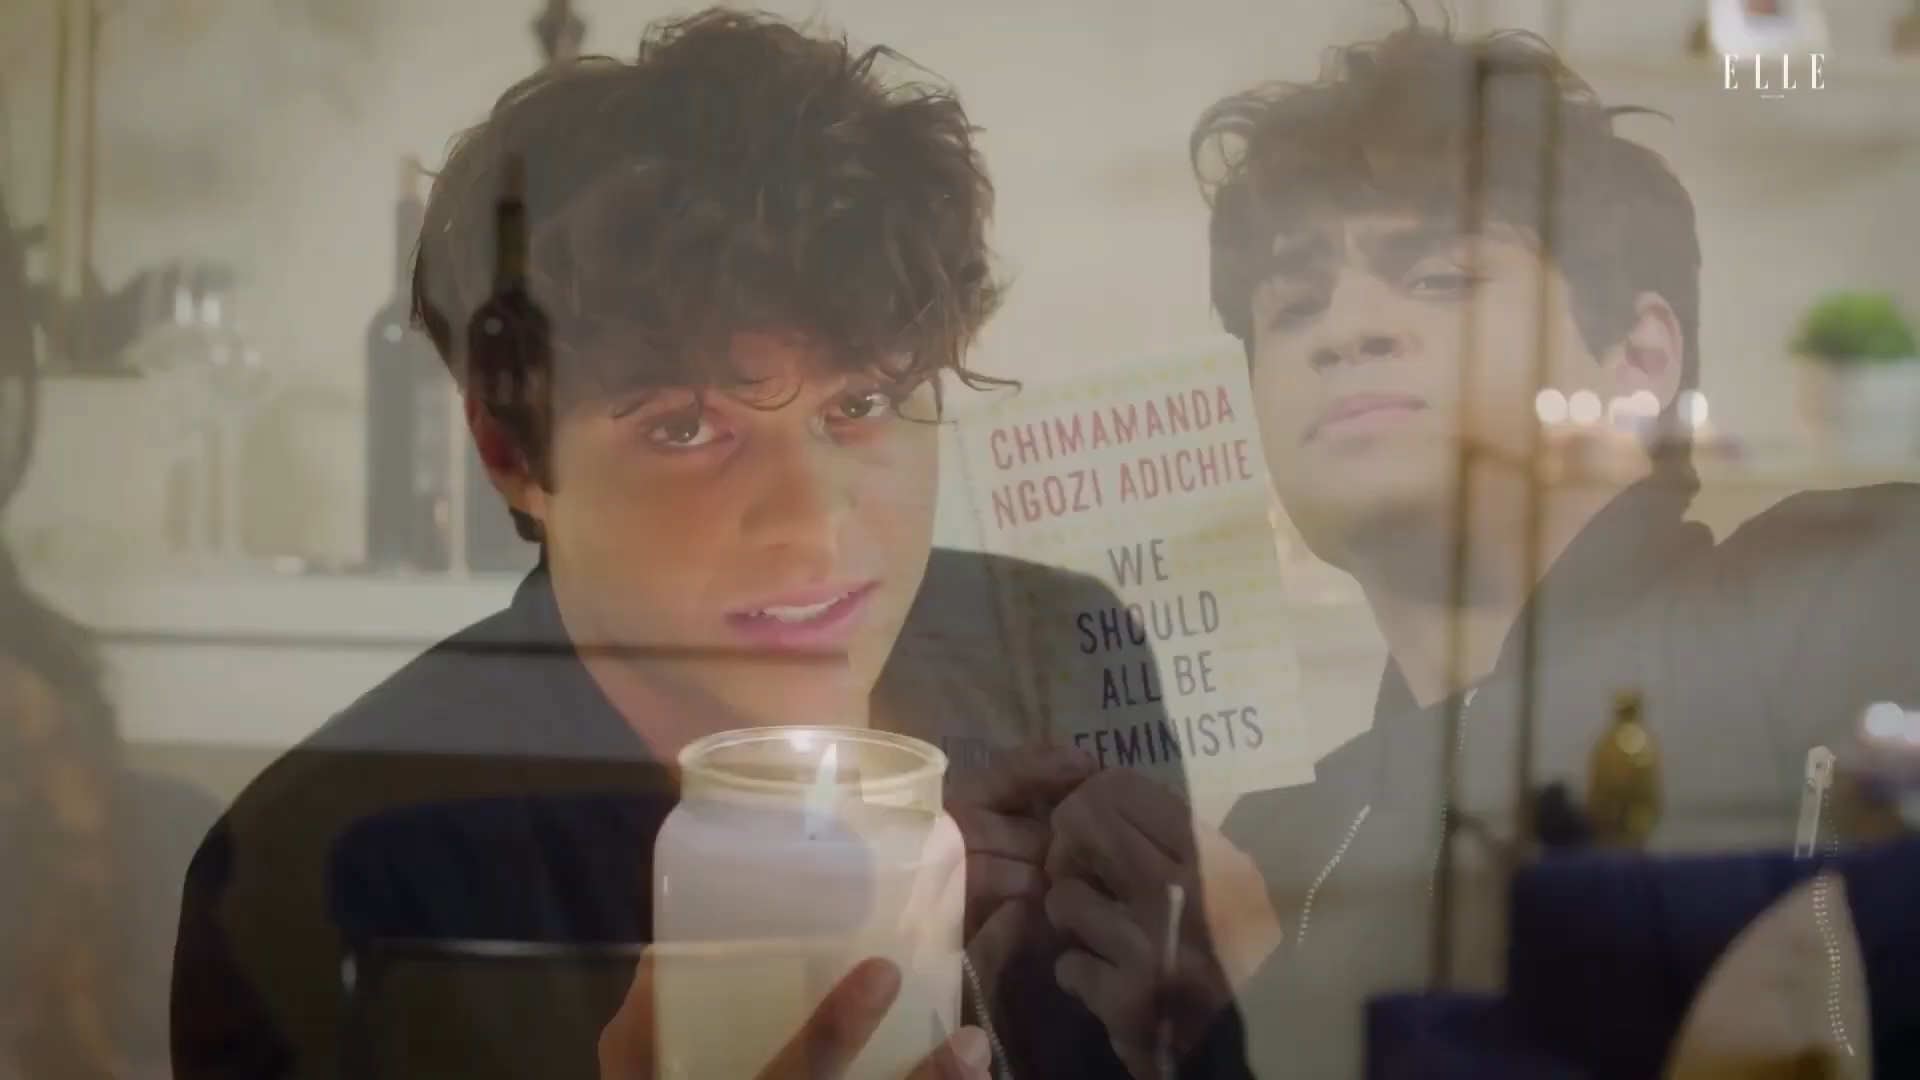 ELLE
CHIMAMANDA
NGOZI ADICHIE
WE
SHOULD
ALL BE
FEMINISTS